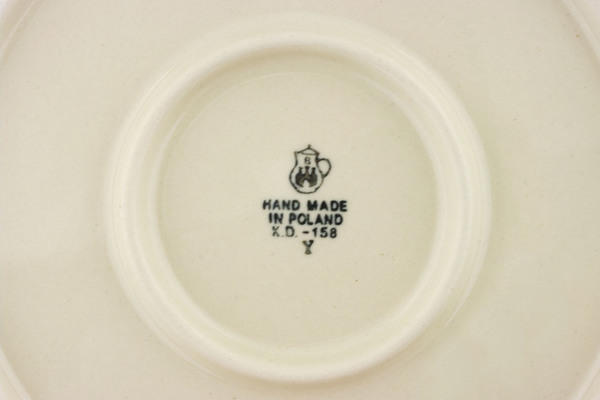 B
HAND MADE
IN POLAND
K.D.-158
Y